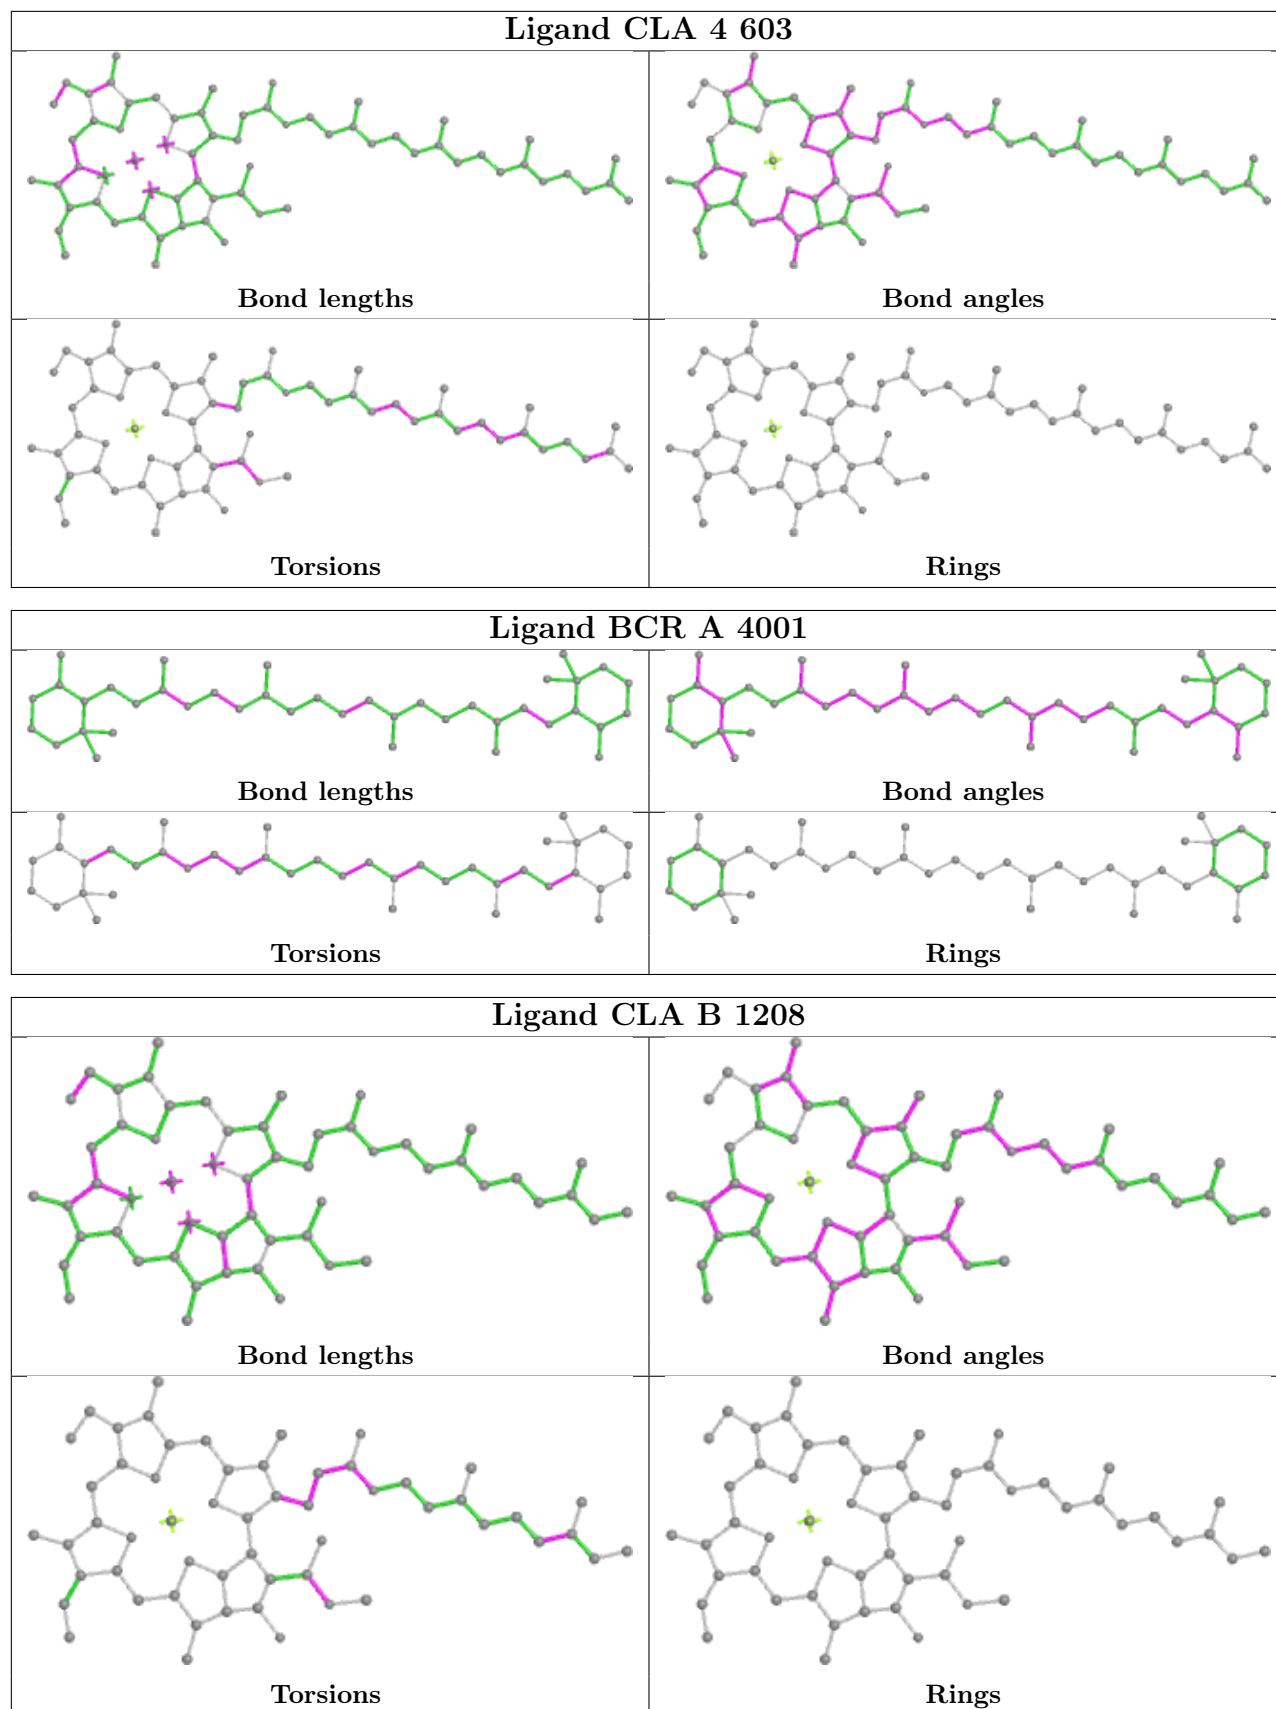 Ligand CLA 4 603
Bond lengths
Bond angles
Torsions
Rings
Ligand BCR A 4001
Bond lengths
Bond angles
Torsions
Rings
Ligand CLA B 1208
Bond lengths
Bond angles
Torsions
Rings